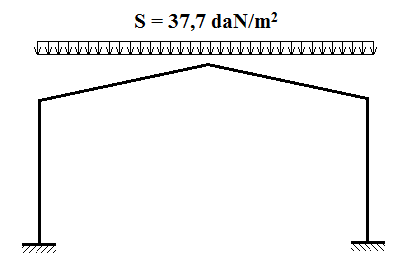 S = 37,7 daN/m²